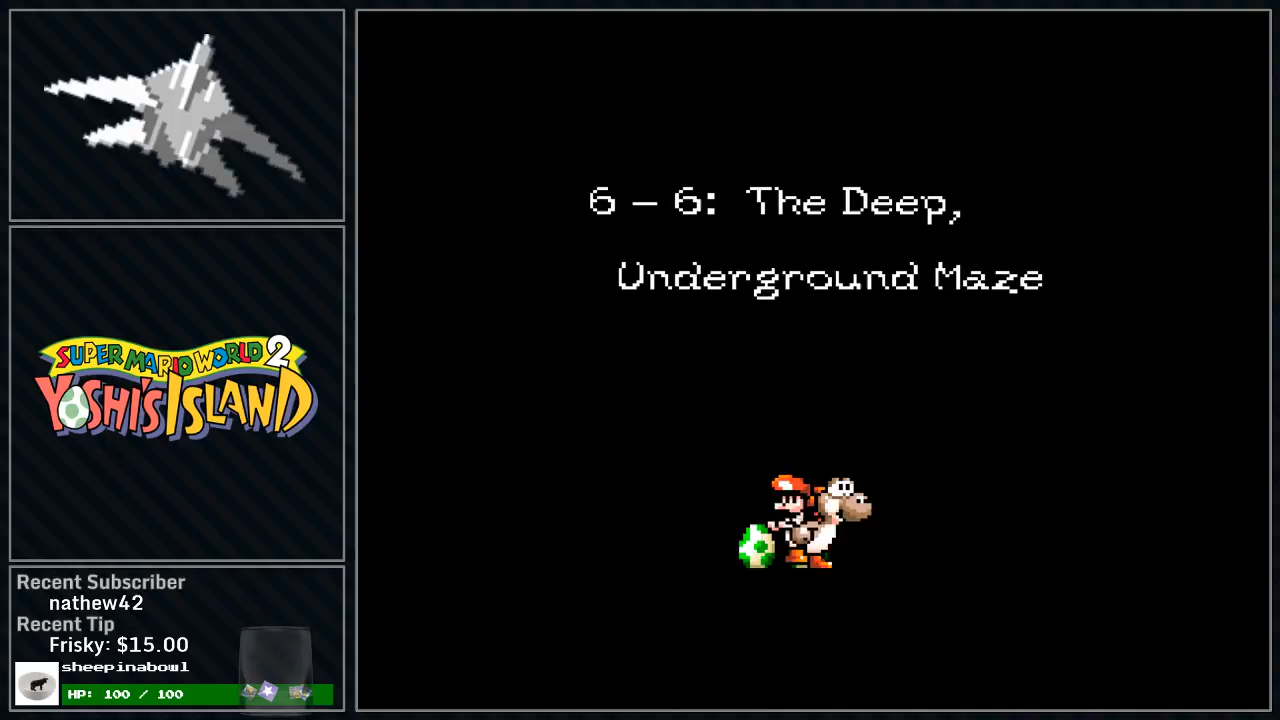 6 – 6: The Deep,
Underground Maze
SUPER MARIO WORLD 2
YOSHI'S ISLAND
Recent Subscriber
nathew42
Recent Tip
Frisky: $15.00
sheepinabowl
HP: 100 / 100